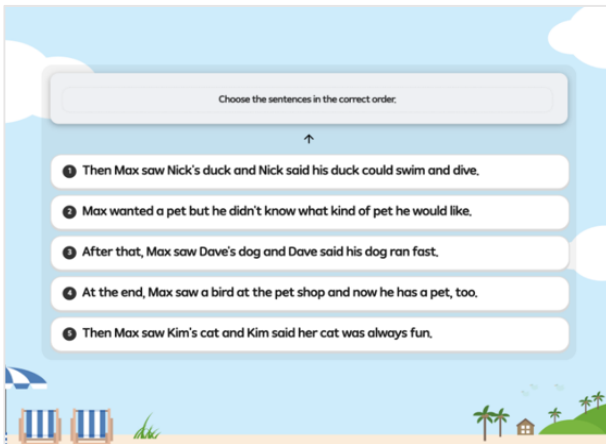 Choose the sentences in the correct order.
1 Then Max saw Nick's duck and Nick said his duck could swim and dive.
2 Max wanted a pet but he didn't know what kind of pet he would like.
3 After that, Max saw Dave's dog and Dave said his dog ran fast.
4 At the end, Max saw a bird at the pet shop and now he has a pet, too.
5 Then Max saw Kim's cat and Kim said her cat was always fun.